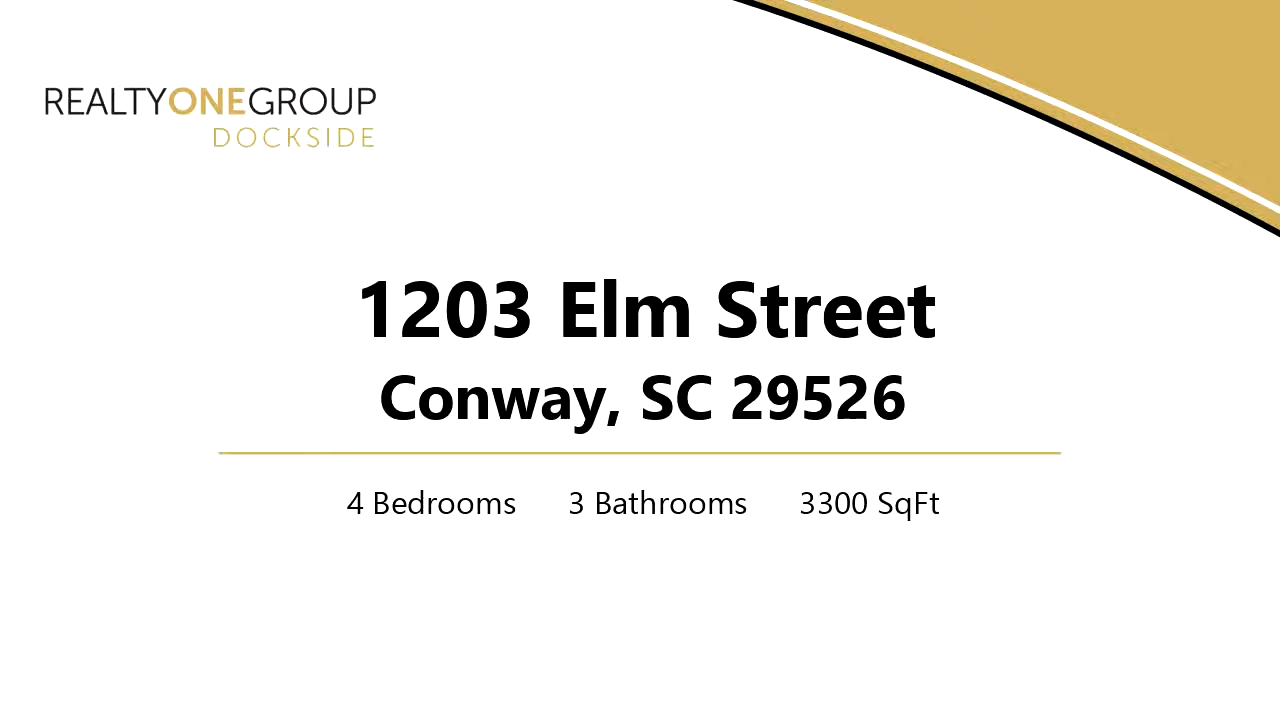 REALTYONEGROUP
DOCKSIDE
1203 Elm Street
Conway, SC 29526
4 Bedrooms 3 Bathrooms 3300 SqFt